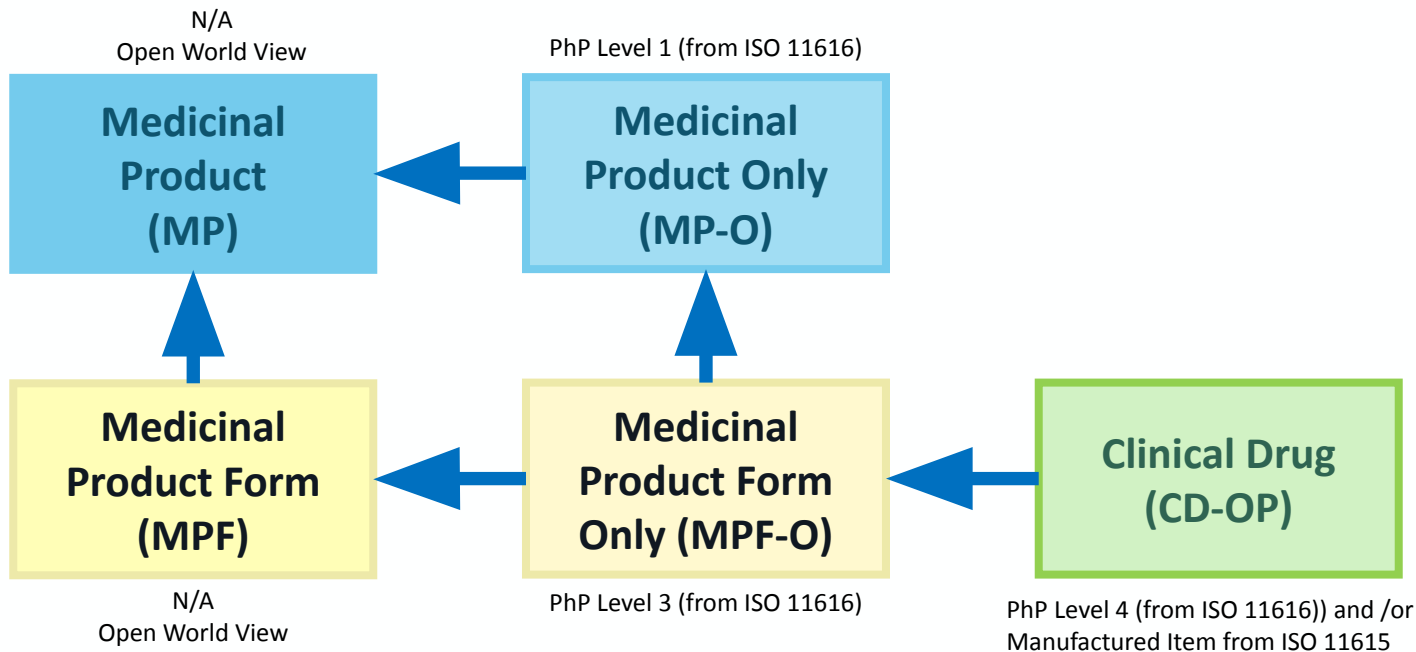 N/A
Open World View
PhP Level 1 (from ISO 11616)
Medicinal
Product
(MP)
Medicinal
Product Only
(MP-O)
Medicinal
Product Form
(MPF)
Medicinal
Product Form
Only (MPF-O)
Clinical Drug
(CD-OP)
N/A
Open World View
PhP Level 3 (from ISO 11616)
PhP Level 4 (from ISO 11616)) and /or
Manufactured Item from ISO 11615